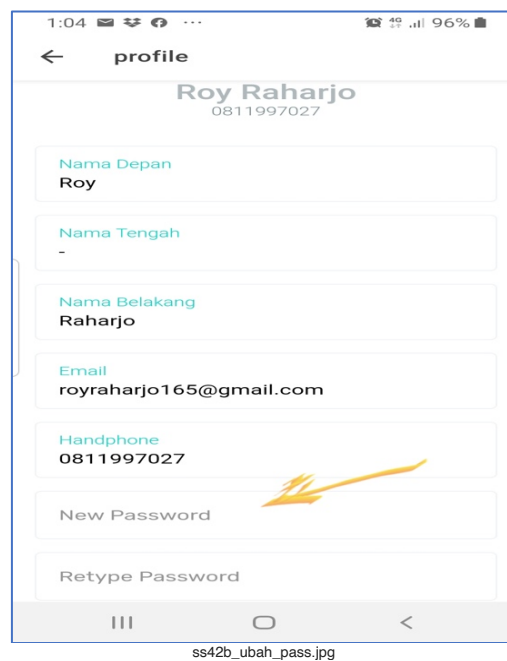 1:04 ... 4G 96%
profile
Roy Raharjo
0811997027
Nama Depan
Roy
Nama Tengah
-
Nama Belakang
Raharjo
Email
royraharjo165@gmail.com
Handphone
0811997027
New Password
Retype Password
ss42b_ubah_pass.jpg